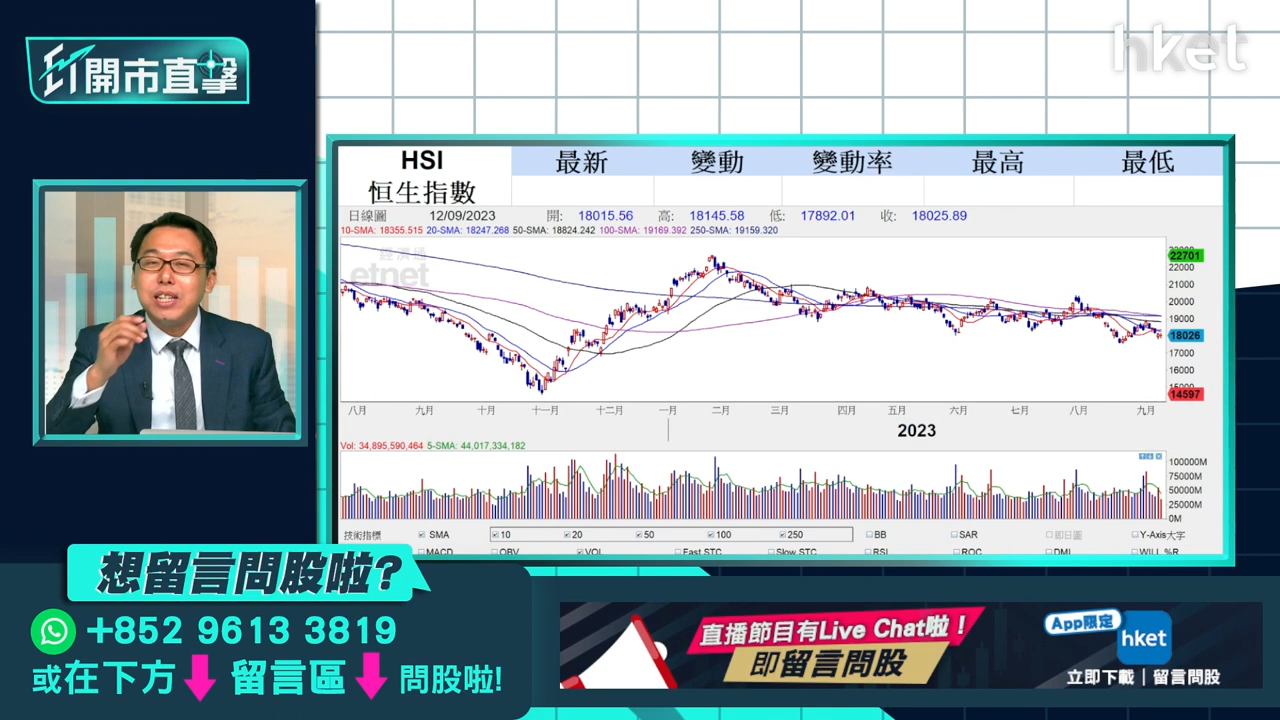 ET開市直擊
hket
HSI 最新 變動 變動率 最高 最低
恒生指數
日線圖 12/09/2023 開: 18015.56 高: 18145.58 低: 17892.01 收: 18025.89
10-SMA: 18355.515 20-SMA: 18247.268 50-SMA: 18824.242 100-SMA: 19169.392 250-SMA: 19159.320
經濟通
etnet
22701
22000
21000
20000
19000
18026
17000
16000
14597
八月 九月 十月 十一月 十二月 一月 二月 三月 四月 五月 六月 七月 八月 九月
2023
Vol: 34,895,590,464 5-SMA: 44,017,334,182
100000M
75000M
50000M
25000M
0M
技術指標 SMA 10 20 50 100 250 BB SAR 即日圖 Y-Axis大字
MACD OBV VOL Fast STC Slow STC RSI ROC DMI WILL %R
想留言問股啦?
+852 9613 3819
或在下方 留言區 問股啦!
直播節目有Live Chat啦！
即留言問股
App限定
hket
立即下載｜留言問股